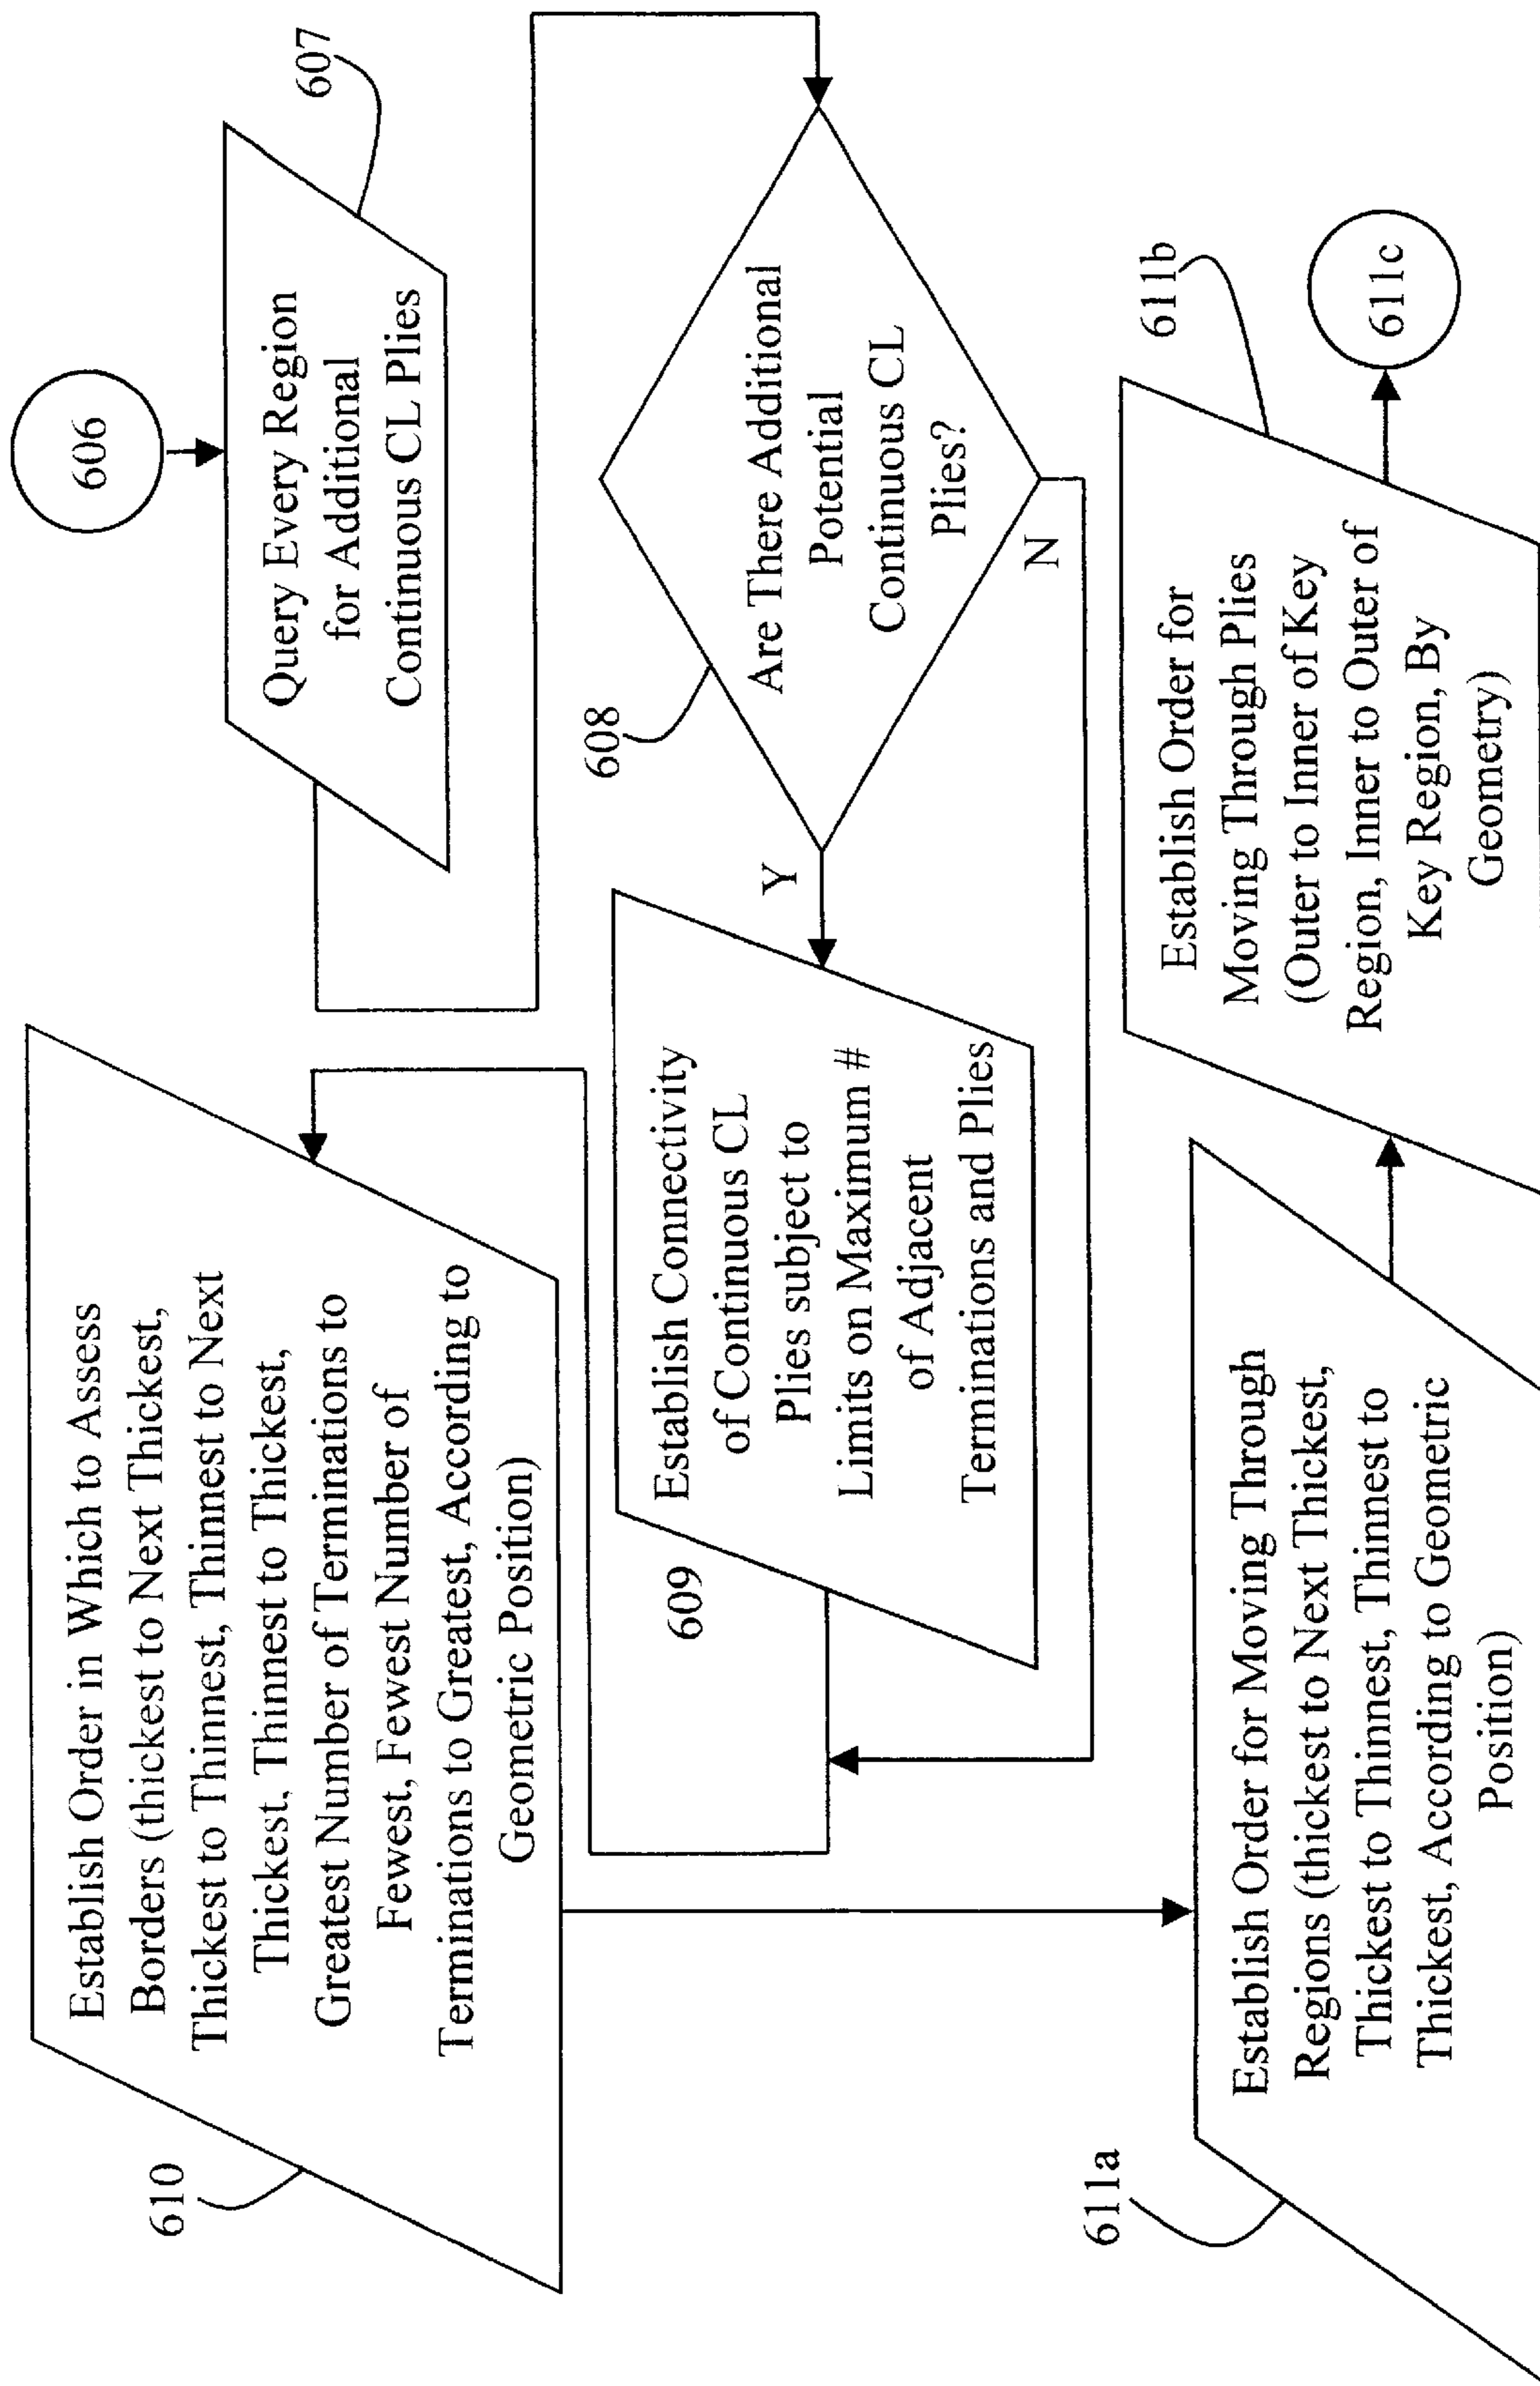 606
607
Query Every Region
for Additional
Continuous CL Plies
608
Are There Additional
Potential
Continuous CL
Plies?
Y
N
609
Establish Connectivity
of Continuous CL
Plies subject to
Limits on Maximum #
of Adjacent
Terminations and Plies
610
Establish Order in Which to Assess
Borders (thickest to Next Thickest,
Thickest to Thinnest, Thinnest to Next
Thickest, Thinnest to Thickest,
Greatest Number of Terminations to
Fewest, Fewest Number of
Terminations to Greatest, According to
Geometric Position)
611a
Establish Order for Moving Through
Regions (thickest to Next Thickest,
Thickest to Thinnest, Thinnest to
Thickest, According to Geometric
Position)
611b
Establish Order for
Moving Through Plies
(Outer to Inner of Key
Region, Inner to Outer of
Key Region, By
Geometry)
611c